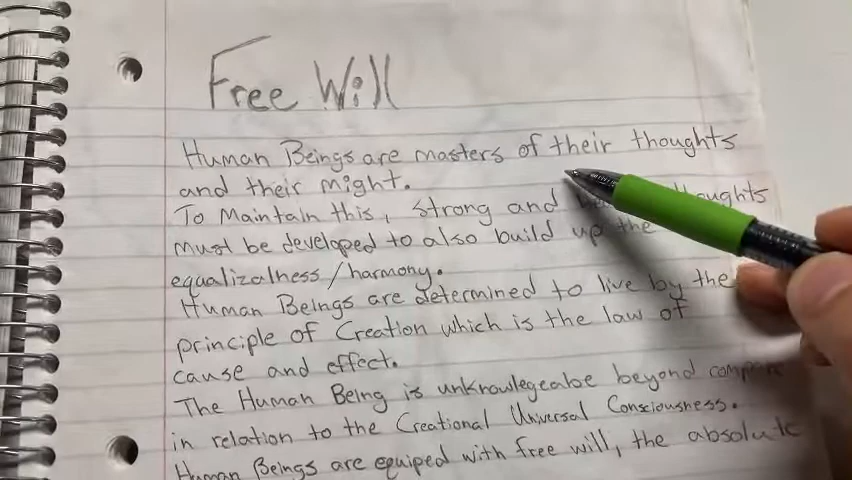 Free Will
Human Beings are masters of their thoughts
and their might.
To Maintain this, strong and thoughts
must be developed to also build up the
equalizalness/harmony.
Human Beings are determined to live by the
principle of Creation which is the law of
cause and effect.
The Human Being is unknowlegeabe beyond
in relation to the Creational Universal Consciousness.
Human Beings are equiped with free will, the absolute